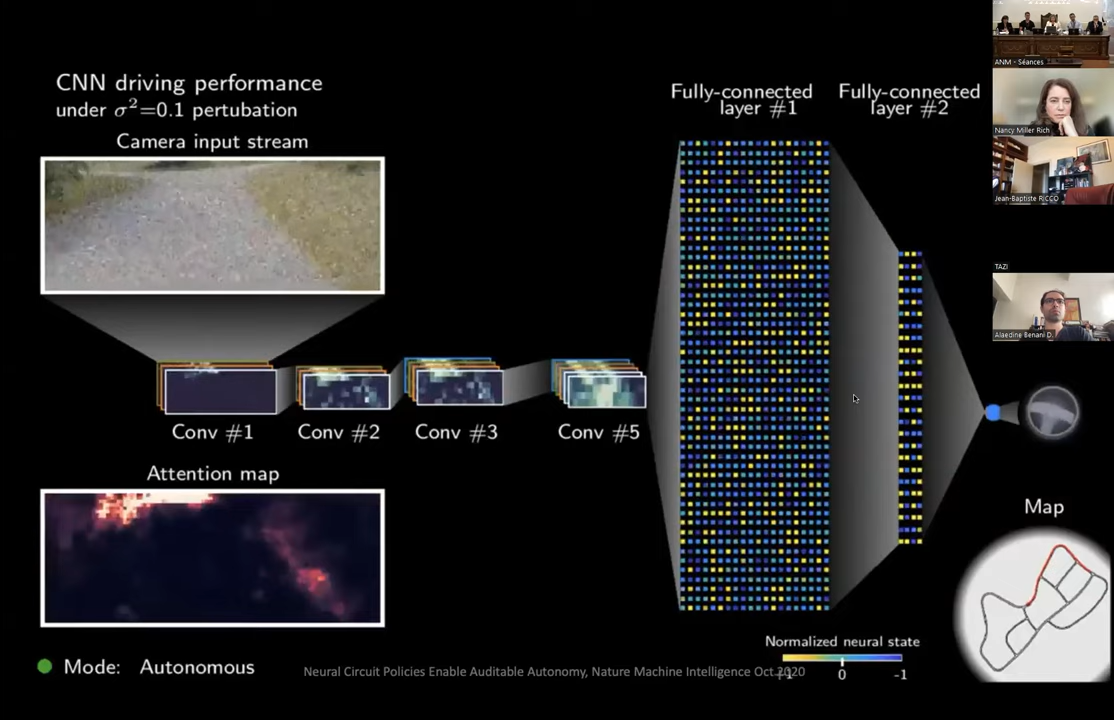 CNN driving performance
under σ²=0.1 pertubation
Camera input stream
Conv #1
Conv #2
Conv #3
Conv #5
Attention map
Mode: Autonomous
Fully-connected
layer #1
Fully-connected
layer #2
Map
Normalized neural state
+1 0 -1
Neural Circuit Policies Enable Auditable Autonomy, Nature Machine Intelligence Oct 2020
ANM - Séances
Nancy Miller Rich
Jean-Baptiste RICCO
TAZI
Alaedine Benani D.